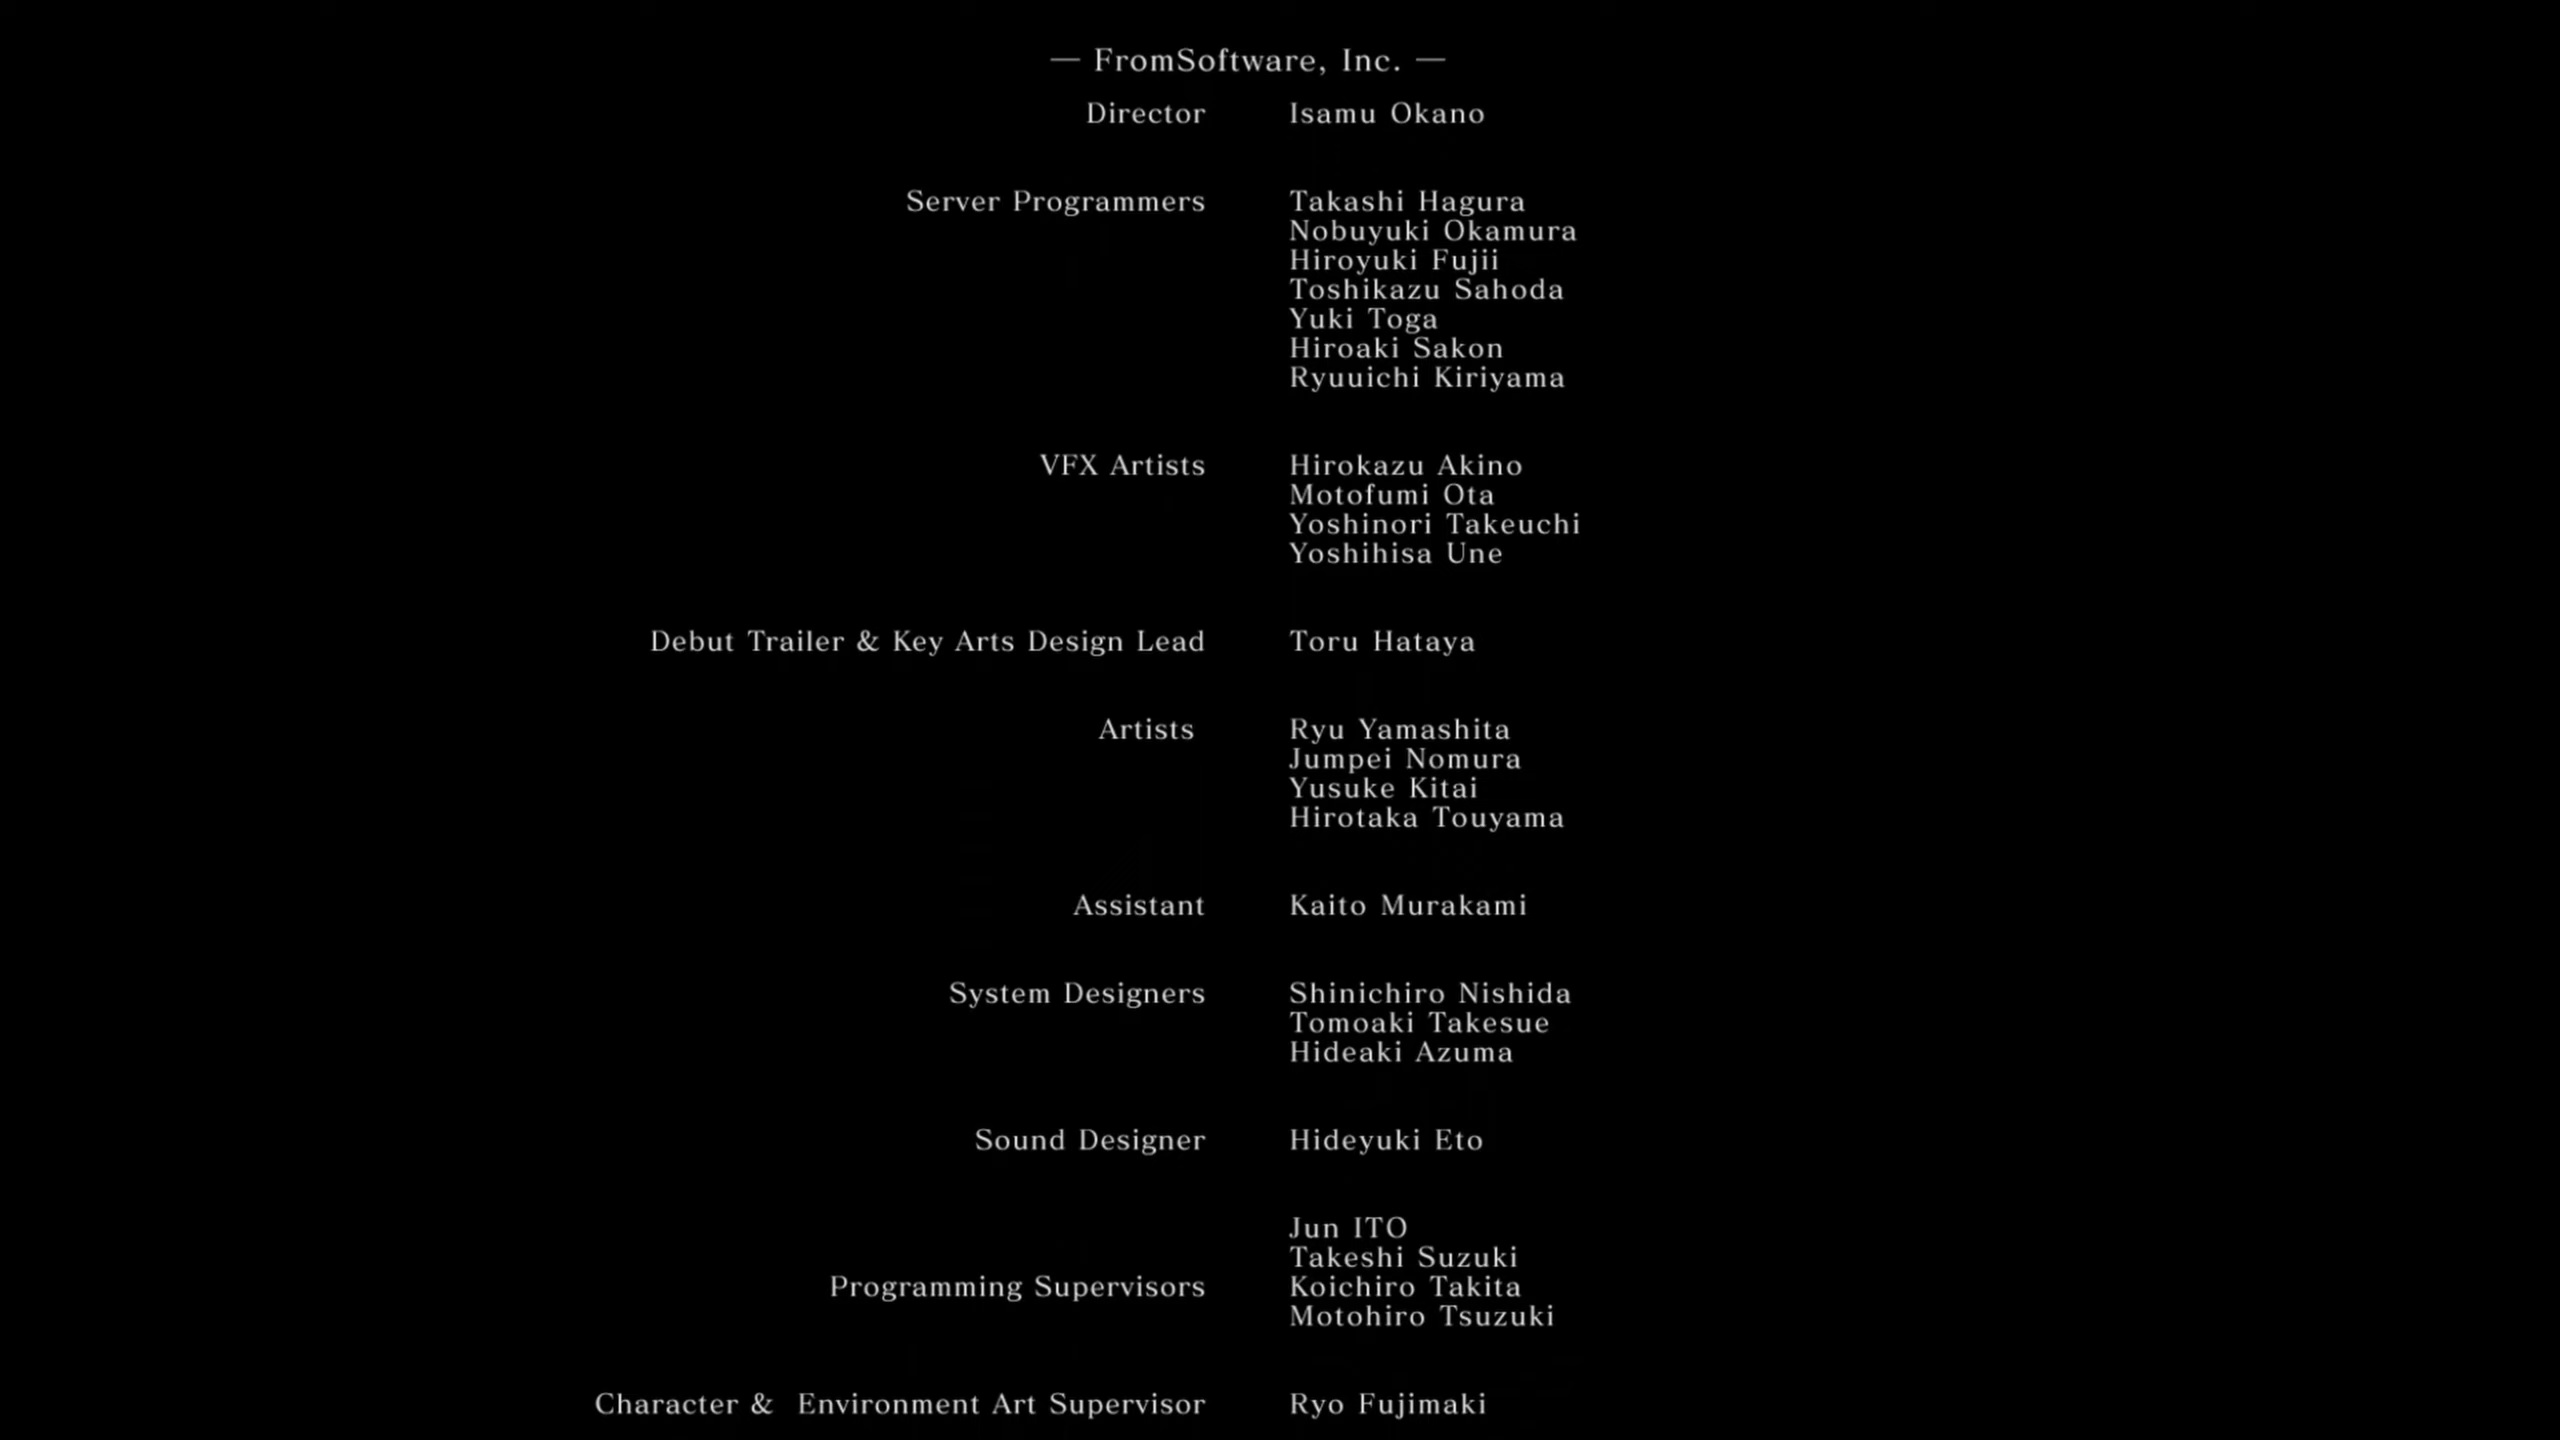 — FromSoftware, Inc. —
Director Isamu Okano
Server Programmers Takashi Hagura
Nobuyuki Okamura
Hiroyuki Fujii
Toshikazu Sahoda
Yuki Toga
Hiroaki Sakon
Ryuuichi Kiriyama
VFX Artists Hirokazu Akino
Motofumi Ota
Yoshinori Takeuchi
Yoshihisa Une
Debut Trailer & Key Arts Design Lead Toru Hataya
Artists Ryu Yamashita
Jumpei Nomura
Yusuke Kitai
Hirotaka Touyama
Assistant Kaito Murakami
System Designers Shinichiro Nishida
Tomoaki Takesue
Hideaki Azuma
Sound Designer Hideyuki Eto
Jun ITO
Takeshi Suzuki
Programming Supervisors Koichiro Takita
Motohiro Tsuzuki
Character & Environment Art Supervisor Ryo Fujimaki